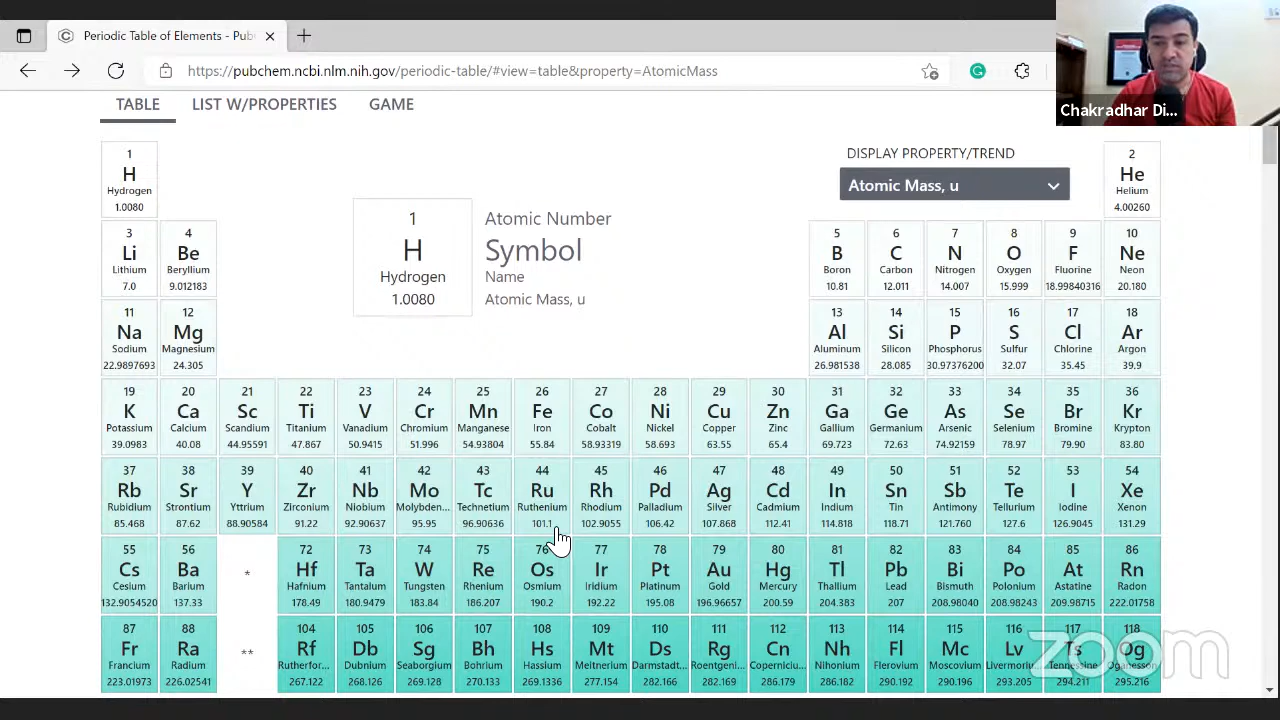 Periodic Table of Elements - Pub
https://pubchem.ncbi.nlm.nih.gov/periodic-table/#view=table&property=AtomicMass
Chakradhar Di...
TABLE LIST W/PROPERTIES GAME
DISPLAY PROPERTY/TREND
Atomic Mass, u
1 Atomic Number
H Symbol
Hydrogen Name
1.0080 Atomic Mass, u
1 2
H He
Hydrogen Helium
1.0080 4.00260
3 4 5 6 7 8 9 10
Li Be B C N O F Ne
Lithium Beryllium Boron Carbon Nitrogen Oxygen Fluorine Neon
7.0 9.012183 10.81 12.011 14.007 15.999 18.99840316 20.180
11 12 13 14 15 16 17 18
Na Mg Al Si P S Cl Ar
Sodium Magnesium Aluminum Silicon Phosphorus Sulfur Chlorine Argon
22.9897693 24.305 26.981538 28.085 30.97376200 32.07 35.45 39.9
19 20 21 22 23 24 25 26 27 28 29 30 31 32 33 34 35 36
K Ca Sc Ti V Cr Mn Fe Co Ni Cu Zn Ga Ge As Se Br Kr
Potassium Calcium Scandium Titanium Vanadium Chromium Manganese Iron Cobalt Nickel Copper Zinc Gallium Germanium Arsenic Selenium Bromine Krypton
39.0983 40.08 44.95591 47.867 50.9415 51.996 54.93804 55.84 58.93319 58.693 63.55 65.4 69.723 72.63 74.92159 78.97 79.90 83.80
37 38 39 40 41 42 43 44 45 46 47 48 49 50 51 52 53 54
Rb Sr Y Zr Nb Mo Tc Ru Rh Pd Ag Cd In Sn Sb Te I Xe
Rubidium Strontium Yttrium Zirconium Niobium Molybden... Technetium Ruthenium Rhodium Palladium Silver Cadmium Indium Tin Antimony Tellurium Iodine Xenon
85.468 87.62 88.90584 91.22 92.90637 95.95 96.90636 101.1 102.9055 106.42 107.868 112.41 114.818 118.71 121.760 127.6 126.9045 131.29
55 56 72 73 74 75 76 77 78 79 80 81 82 83 84 85 86
Cs Ba * Hf Ta W Re Os Ir Pt Au Hg Tl Pb Bi Po At Rn
Cesium Barium Hafnium Tantalum Tungsten Rhenium Osmium Iridium Platinum Gold Mercury Thallium Lead Bismuth Polonium Astatine Radon
132.9054520 137.33 178.49 180.9479 183.84 186.207 190.2 192.22 195.08 196.96657 200.59 204.383 207 208.98040 208.98243 209.98715 222.01758
87 88 104 105 106 107 108 109 110 111 112 113 114 115 116 117 118
Fr Ra ** Rf Db Sg Bh Hs Mt Ds Rg Cn Nh Fl Mc Lv Ts Og
Francium Radium Rutherfor... Dubnium Seaborgium Bohrium Hassium Meitnerium Darmstadt... Roentgeni... Coperniciu... Nihonium Flerovium Moscovium Livermoriu... Tennessine Oganesson
223.01973 226.02541 267.122 268.126 269.128 270.133 269.1336 277.154 282.166 282.169 286.179 286.182 290.192 290.196 293.205 294.211 295.216
zoom